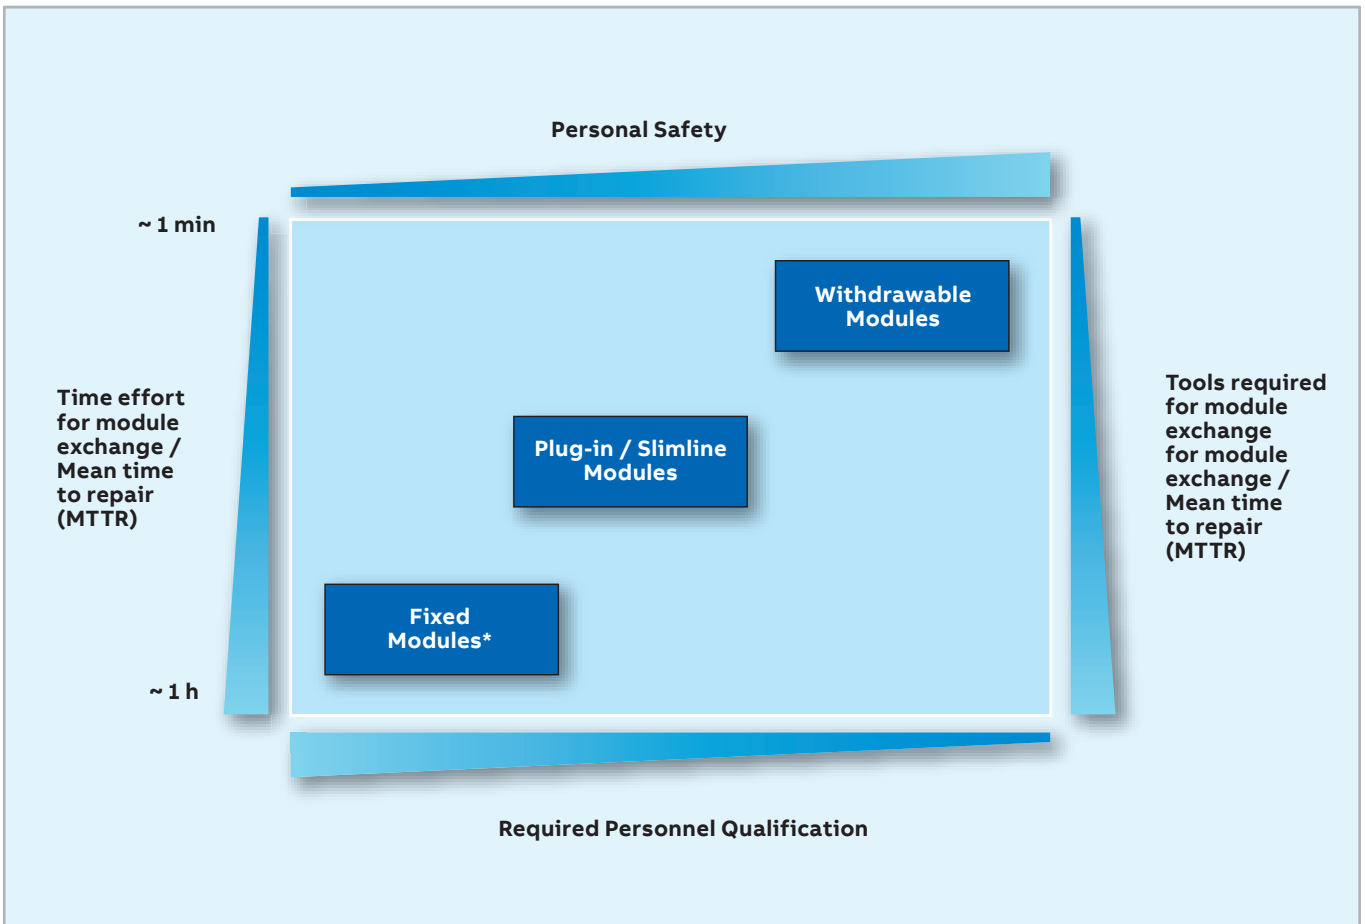 Personal Safety
~ 1 min
Withdrawable
Modules
Time effort
for module
exchange /
Mean time
to repair
(MTTR)
Plug-in / Slimline
Modules
Tools required
for module
exchange
for module
exchange /
Mean time
to repair
(MTTR)
Fixed
Modules*
~ 1 h
Required Personnel Qualification